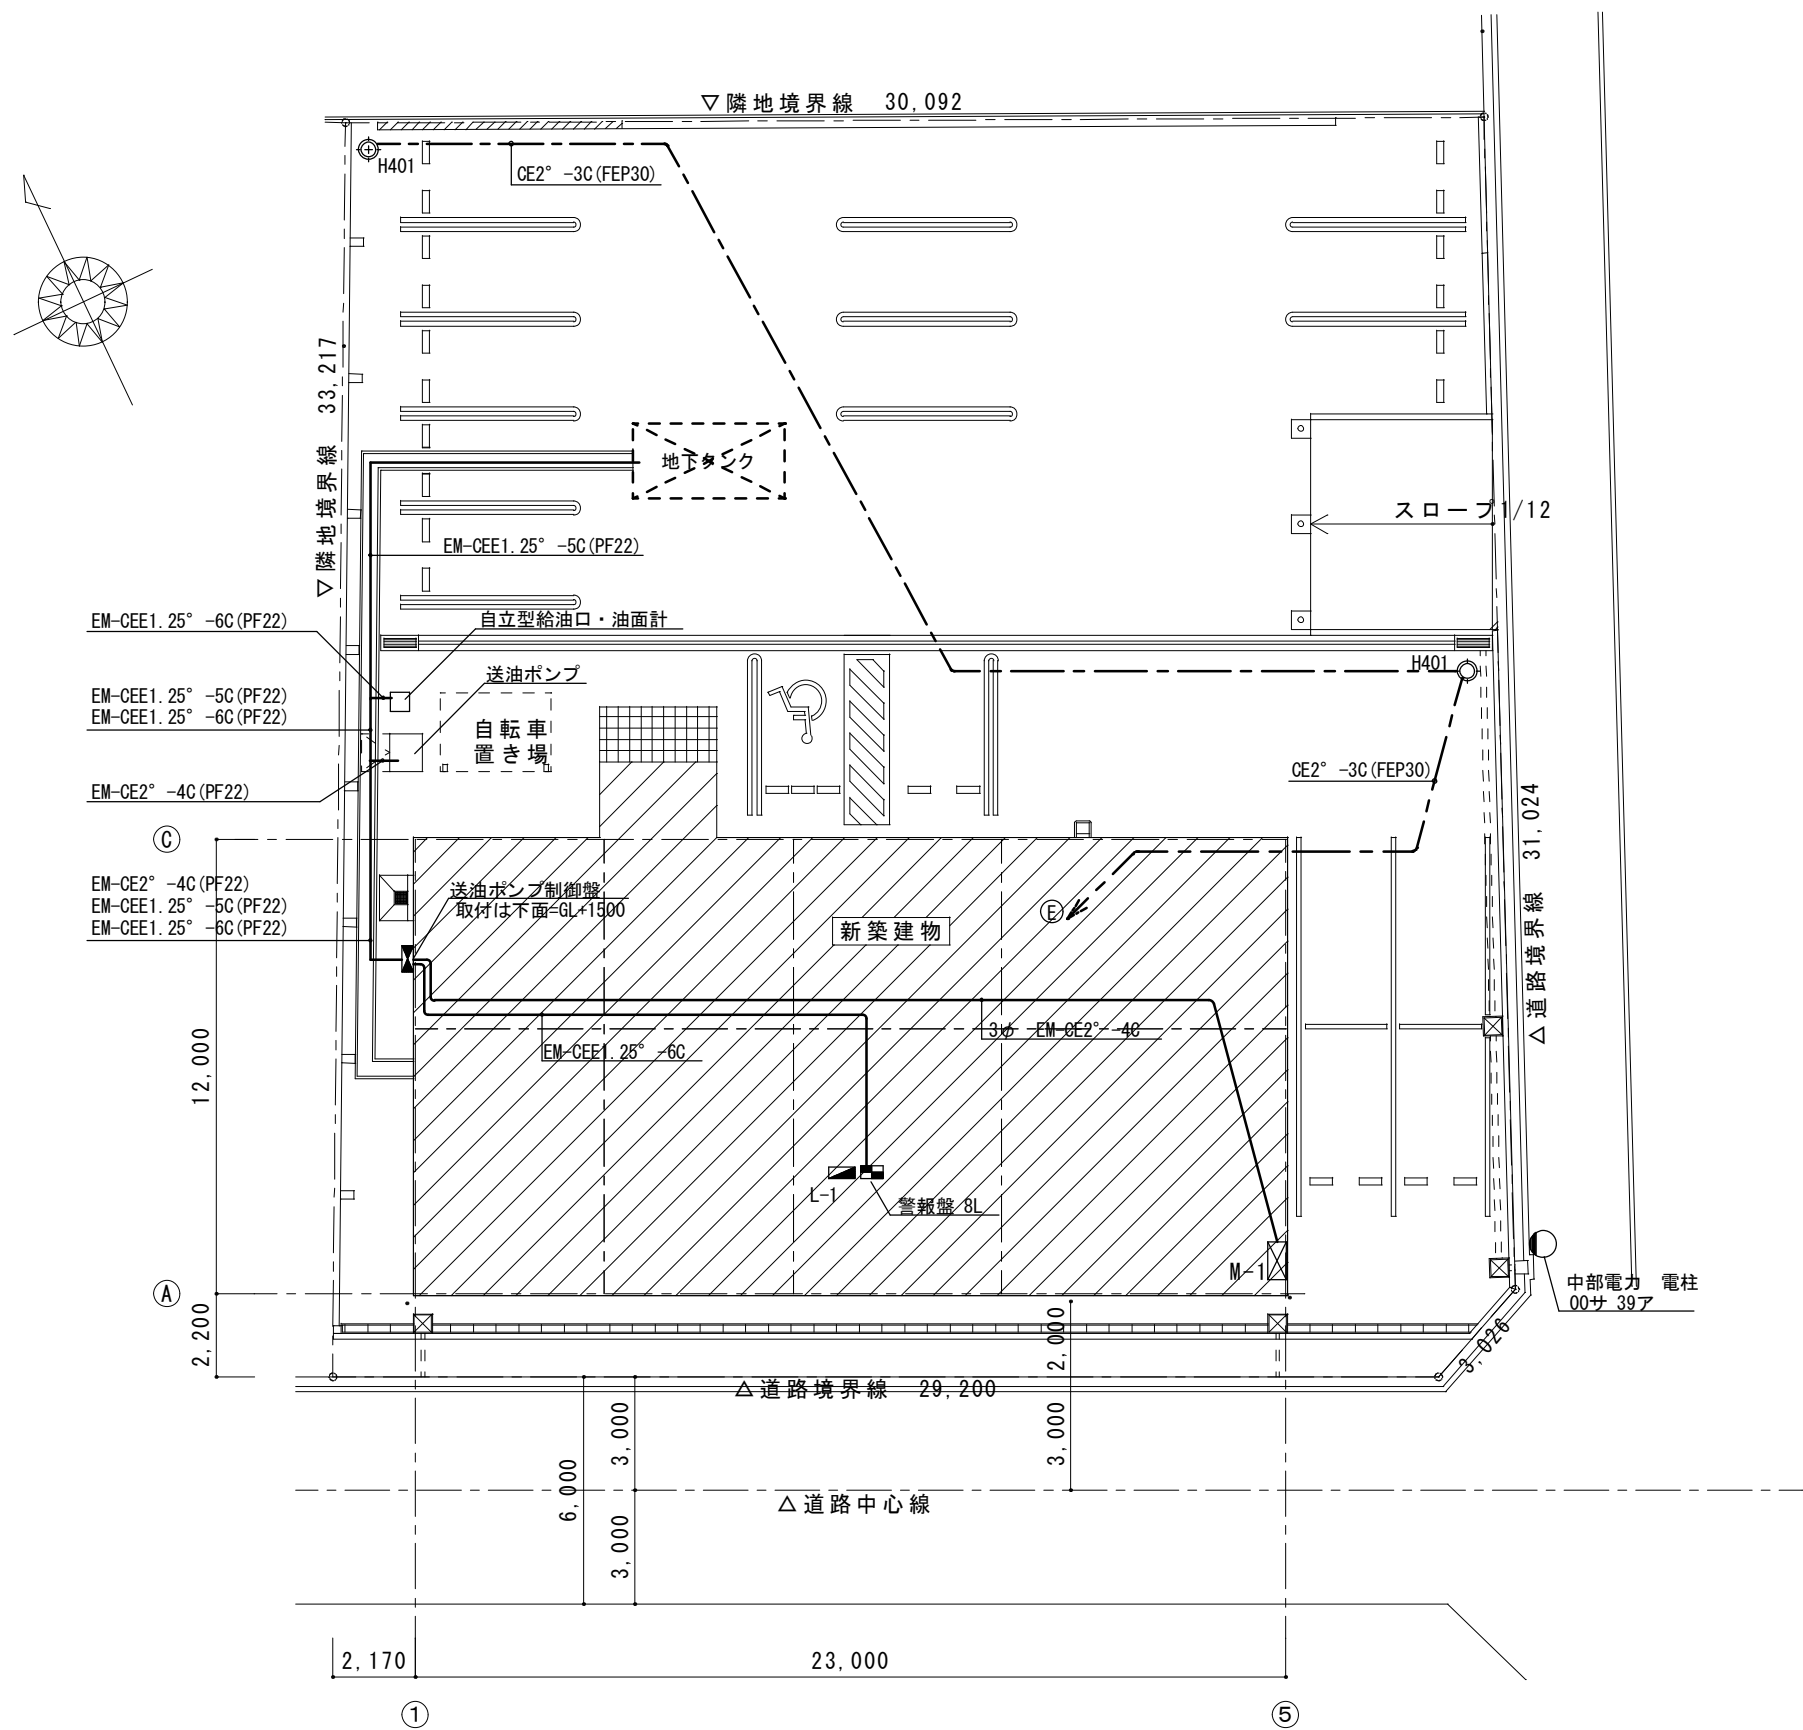 ▽隣地境界線 30,092
H401
CE2°-3C(FEP30)
▽隣地境界線 33,217
地下タンク
スロープ1/12
EM-CEE1.25°-5C(PF22)
EM-CEE1.25°-6C(PF22)
自立型給油口・油面計
H401
送油ポンプ
EM-CEE1.25°-5C(PF22)
EM-CEE1.25°-6C(PF22)
自転車
置き場
CE2°-3C(FEP30)
EM-CE2°-4C(PF22)
C
△道路境界線 31,024
EM-CE2°-4C(PF22)
EM-CEE1.25°-5C(PF22)
EM-CEE1.25°-6C(PF22)
送油ポンプ制御盤
取付は下面=GL+1500
新築建物
E
12,000
3φ EM-CE2°-4C
EM-CEE1.25°-6C
L-1
警報盤 8L
M-1
中部電力 電柱
00サ 39ア
A
2,200
2,000
3,026
△道路境界線 29,200
3,000
3,000
6,000
△道路中心線
3,000
2,170
23,000
1
5